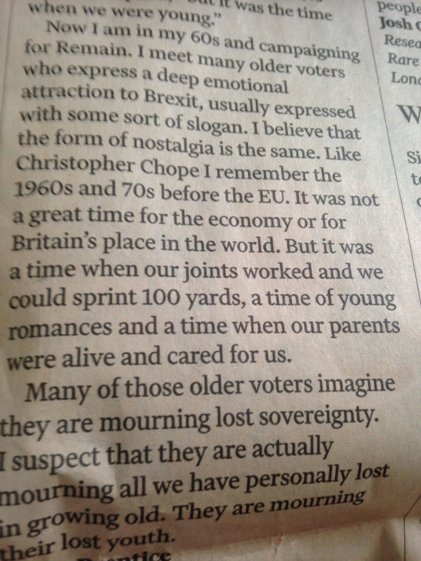 it was the time
when we were young."
Now I am in my 60s and campaigning
for Remain. I meet many older voters
who express a deep emotional
attraction to Brexit, usually expressed
with some sort of slogan. I believe that
the form of nostalgia is the same. Like
Christopher Chope I remember the
1960s and 70s before the EU. It was not
a great time for the economy or for
Britain's place in the world. But it was
a time when our joints worked and we
could sprint 100 yards, a time of young
romances and a time when our parents
were alive and cared for us.
Many of those older voters imagine
they are mourning lost sovereignty.
I suspect that they are actually
mourning all we have personally lost
in growing old. They are mourning
their lost youth.
people
Josh
Rare